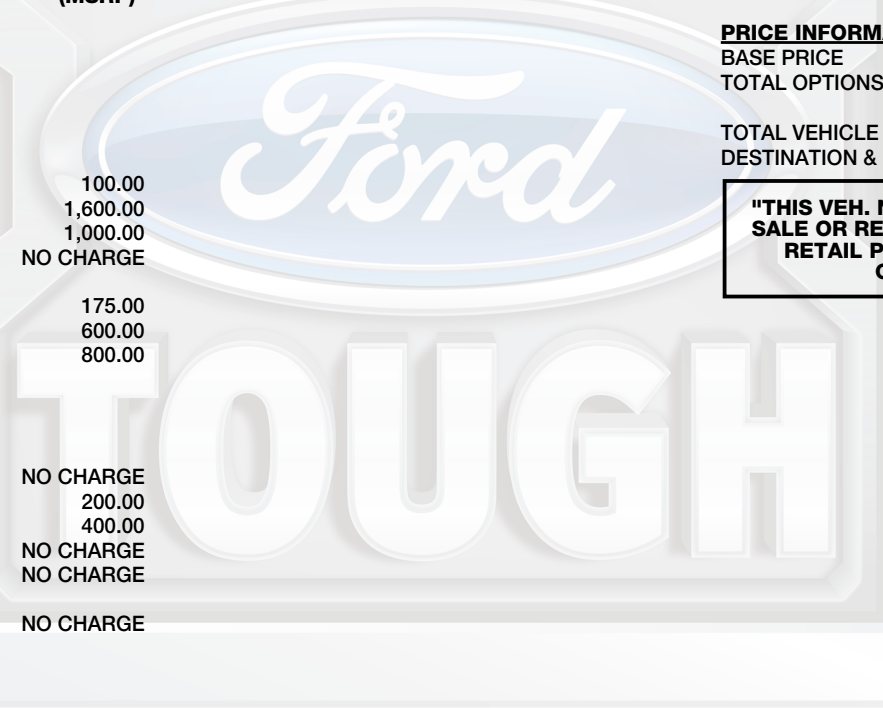 (MSRP)
100.00
1,600.00
1,000.00
NO CHARGE
175.00
600.00
800.00
NO CHARGE
200.00
400.00
NO CHARGE
NO CHARGE
NO CHARGE
PRICE INFORMA
BASE PRICE
TOTAL OPTIONS
TOTAL VEHICLE
DESTINATION &
"THIS VEH.
SALE OR RE
RETAIL P
Ford
TOUGH